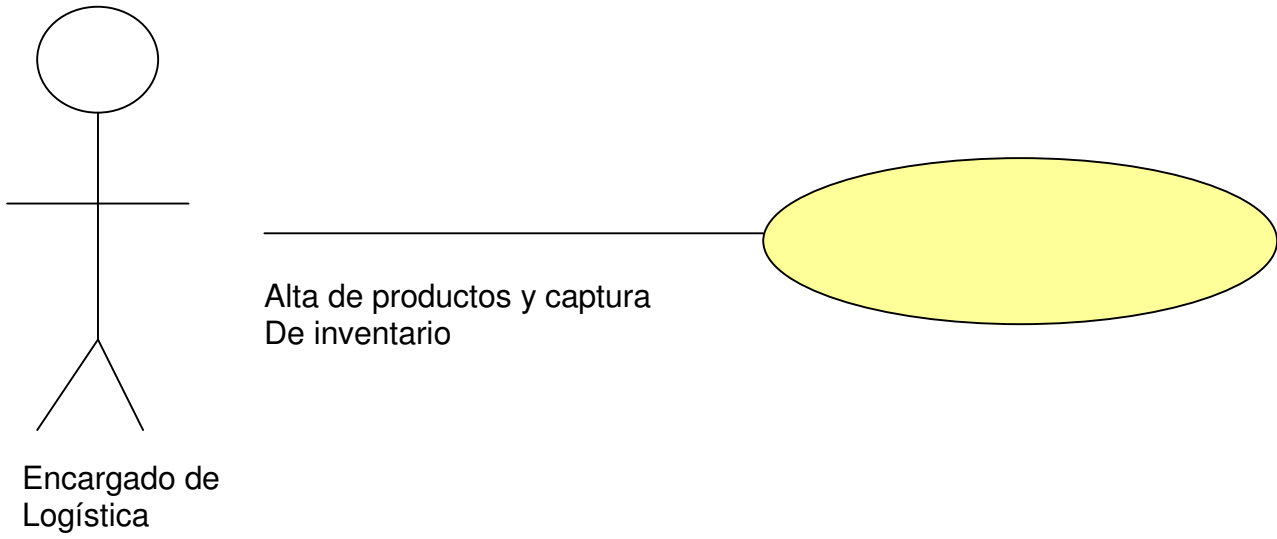 Alta de productos y captura
De inventario
Encargado de
Logística